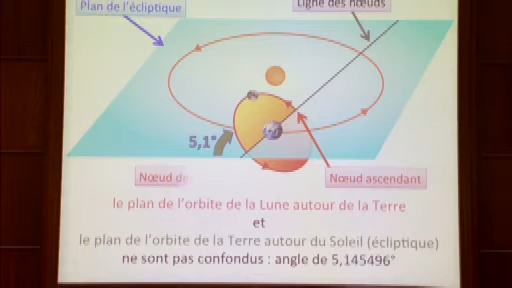 Plan de l'écliptique
Ligne des nœuds
5,1°
Nœud
Nœud ascendant
le plan de l'orbite de la Lune autour de la Terre
et
le plan de l'orbite de la Terre autour du Soleil (écliptique)
ne sont pas confondus : angle de 5,145496°